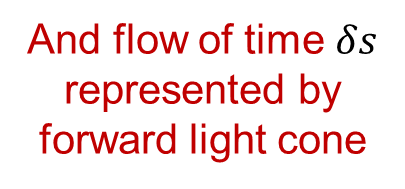 And flow of time 𝛿𝑠
represented by
forward light cone